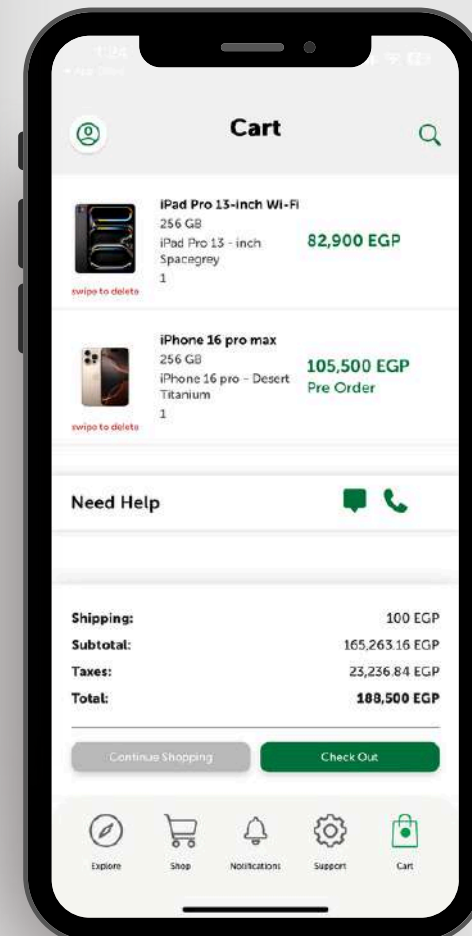 1:24
Cart
iPad Pro 13-inch Wi-Fi
256 GB
iPad Pro 13 - inch
Spacegrey
1
82,900 EGP
swipe to delete
iPhone 16 pro max
256 GB
iPhone 16 pro - Desert
Titanium
1
105,500 EGP
Pre Order
swipe to delete
Need Help
Shipping: 100 EGP
Subtotal: 165,263.16 EGP
Taxes: 23,236.84 EGP
Total: 188,500 EGP
Continue Shopping
Check Out
Explore
Shop
Notifications
Support
Cart